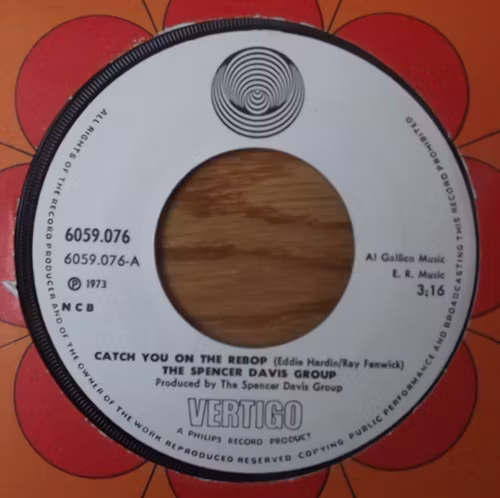 6059.076
6059.076-A
Ⓟ 1973
NCB
Al Gallico Music
E. R. Music
3:16
CATCH YOU ON THE REBOP (Eddie Hardin/Ray Fenwick)
THE SPENCER DAVIS GROUP
Produced by The Spencer Davis Group
VERTIGO
A PHILIPS RECORD PRODUCT
ALL RIGHTS OF THE RECORD PRODUCER AND OF THE OWNER OF THE WORK REPRODUCED RESERVED. COPYING, PUBLIC PERFORMANCE AND BROADCASTING THIS RECORD PROHIBITED